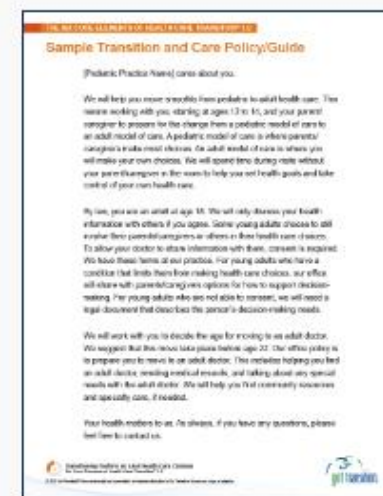 THE SIX CORE ELEMENTS OF HEALTH CARE TRANSITION 3.0
Sample Transition and Care Policy/Guide
[Pediatric Practice Name] cares about you.
We will help you move smoothly from pediatric to adult health care. This
means working with you, starting at ages 12 to 14, and your parent/
caregiver to prepare for the change from a pediatric model of care to
an adult model of care. A pediatric model of care is where parents/
caregivers make most choices. An adult model of care is where you
will make your own choices. We will spend time during visits without
your parent/caregiver in the room to help you set health goals and take
control of your own health care.
By law, you are an adult at age 18. We will only discuss your health
information with others if you agree. Some young adults choose to still
involve their parents/caregivers or others in their health care choices.
To allow your doctor to share information with them, consent is required.
We have these forms at our practice. For young adults who have a
condition that limits them from making health care choices, our office
will share with parents/caregivers options for how to support decision-
making. For young adults who are not able to consent, we will need a
legal document that describes the person's decision-making needs.
We will work with you to decide the age for moving to an adult doctor.
We suggest that this move take place before age 22. Our office policy is
to prepare you to move to an adult doctor. This includes helping you find
an adult doctor, sending medical records, and talking about any special
needs with the adult doctor. We will help you find community resources
and specialty care, if needed.
Your health matters to us. As always, if you have any questions, please
feel free to contact us.
got transition